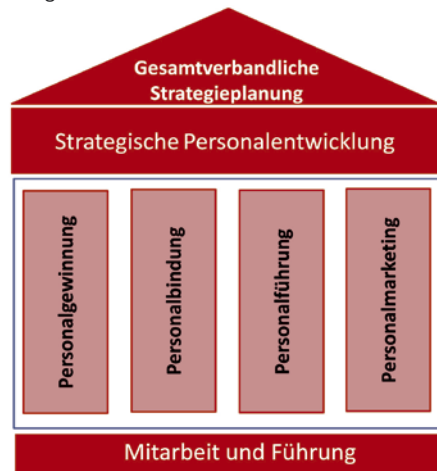 Gesamtverbandliche
Strategieplanung
Strategische Personalentwicklung
Personalgewinnung
Personalbindung
Personalführung
Personalmarketing
Mitarbeit und Führung